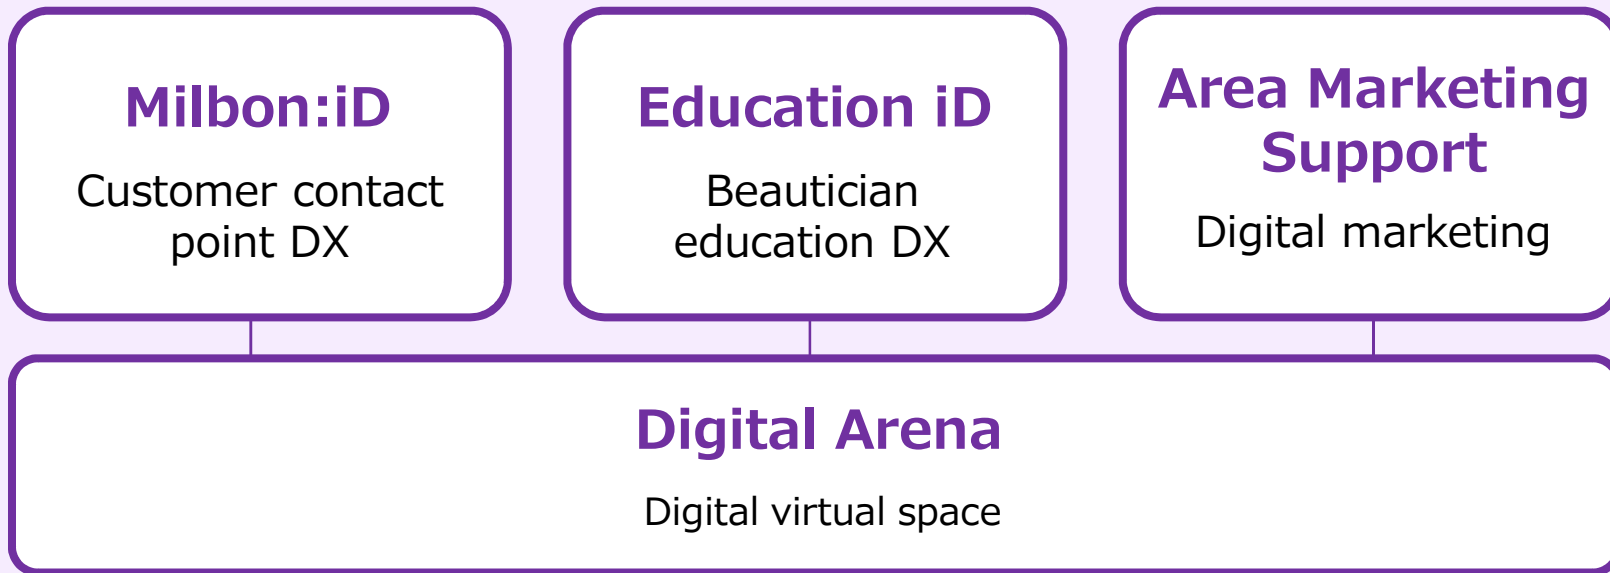 Milbon:iD
Customer contact
point DX
Education iD
Beautician
education DX
Area Marketing
Support
Digital marketing
Digital Arena
Digital virtual space